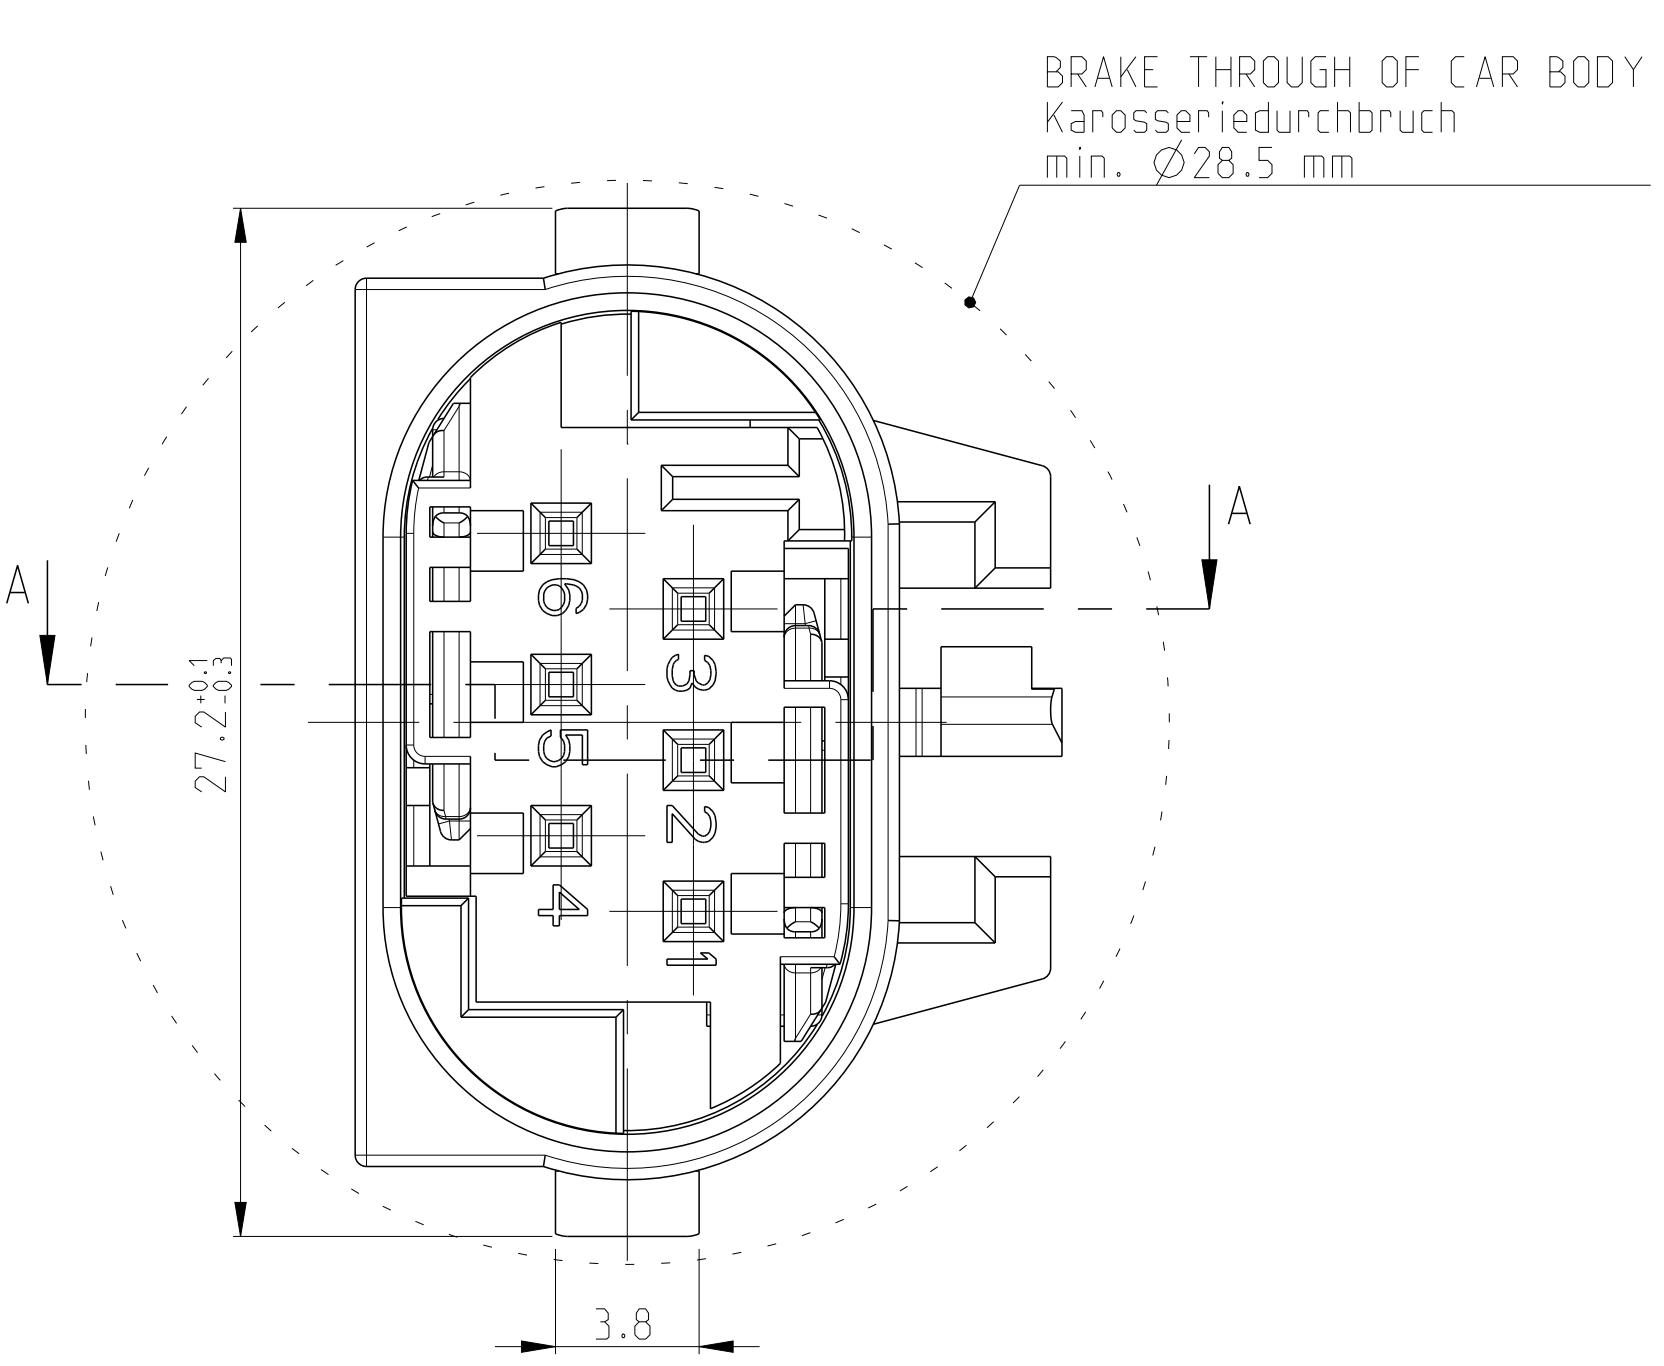 BRAKE THROUGH OF CAR BODY
Karosseriedurchbruch
min. Ø28.5 mm
A
A
27.2 +0.1 -0.3
6
3
5
2
4
1
3.8